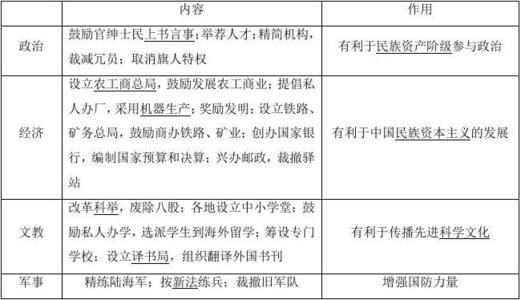 内容
作用
政治
鼓励官绅士民上书言事；举荐人才；精简机构，
裁减冗员；取消旗人特权
有利于民族资产阶级参与政治
经济
设立农工商总局，鼓励发展农工商业；提倡私
人办厂，采用机器生产；奖励发明；设立铁路、
矿务总局，鼓励商办铁路、矿业；创办国家银
行，编制国家预算和决算；兴办邮政，裁撤驿
站
有利于中国民族资本主义的发展
文教
改革科举，废除八股；各地设立中小学堂；鼓
励私人办学，选派学生到海外留学；筹设专门
学校；设立译书局，组织翻译外国书刊
有利于传播先进科学文化
军事
精练陆海军；按新法练兵；裁撤旧军队
增强国防力量